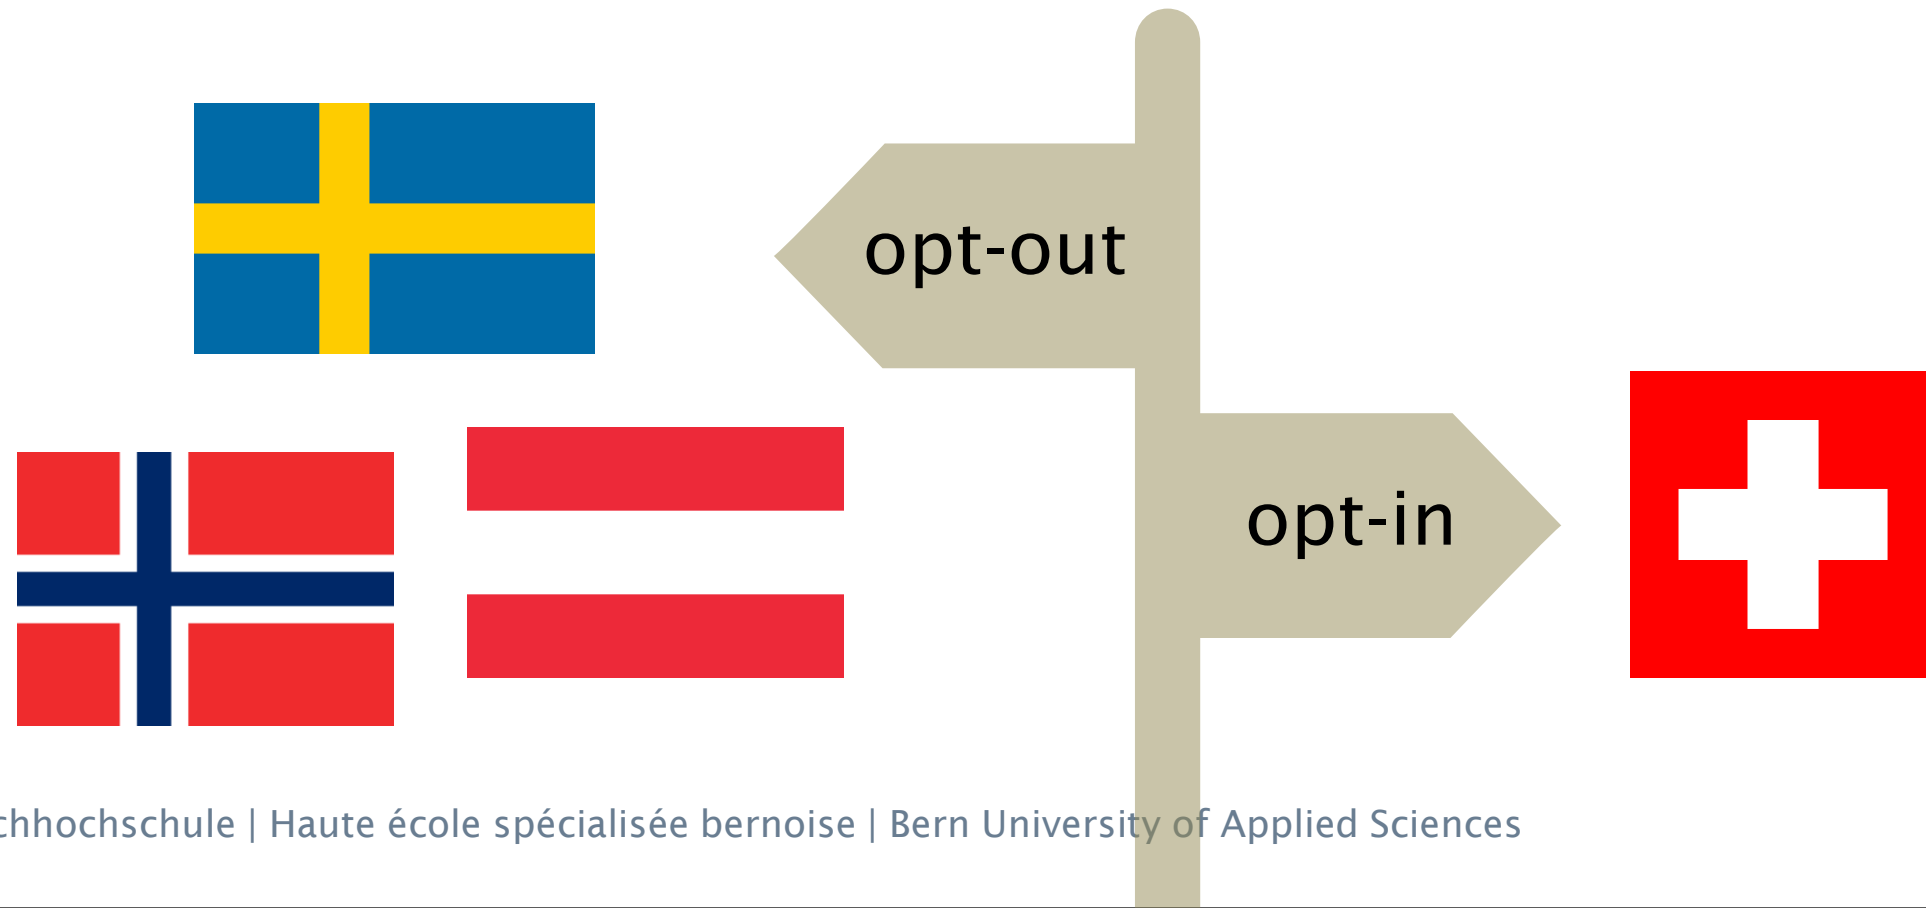 opt-out
opt-in
chhochschule | Haute école spécialisée bernoise | Bern University of Applied Sciences